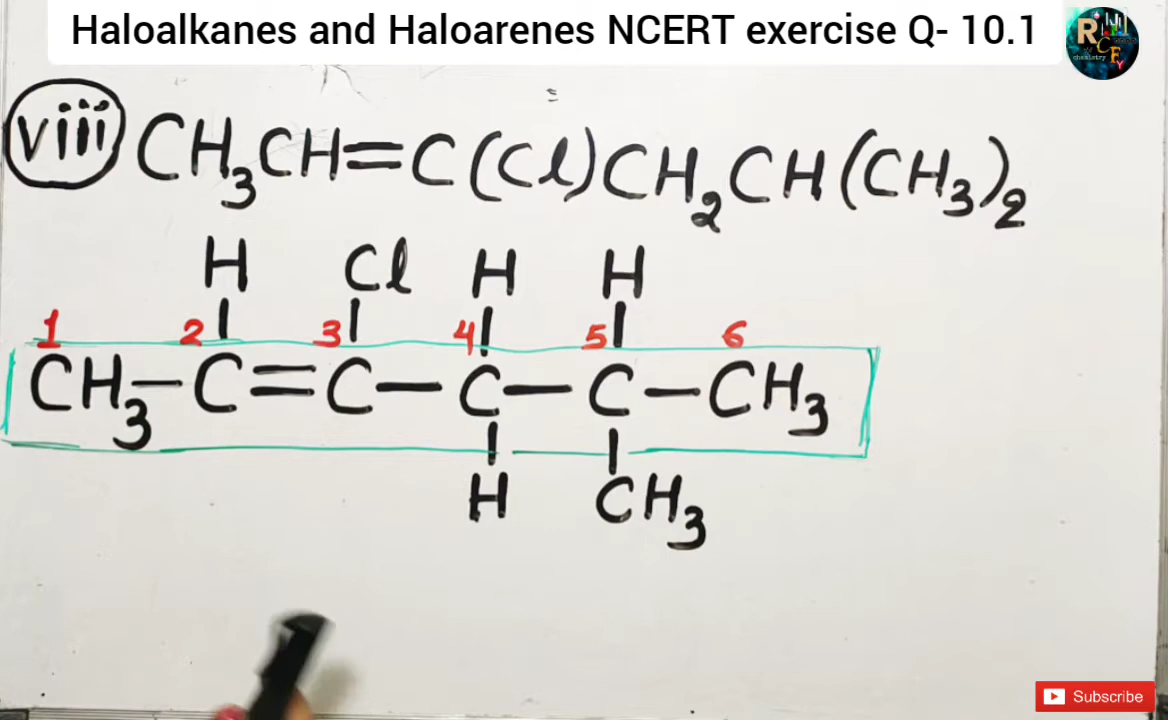 Haloalkanes and Haloarenes NCERT exercise Q- 10.1
R
C
E
Y
chemistry
viii CH₃CH=C(Cl)CH₂CH(CH₃)₂
H Cl H H
1 2 3 4 5 6
CH₃-C=C-C-C-CH₃
H CH₃
Subscribe